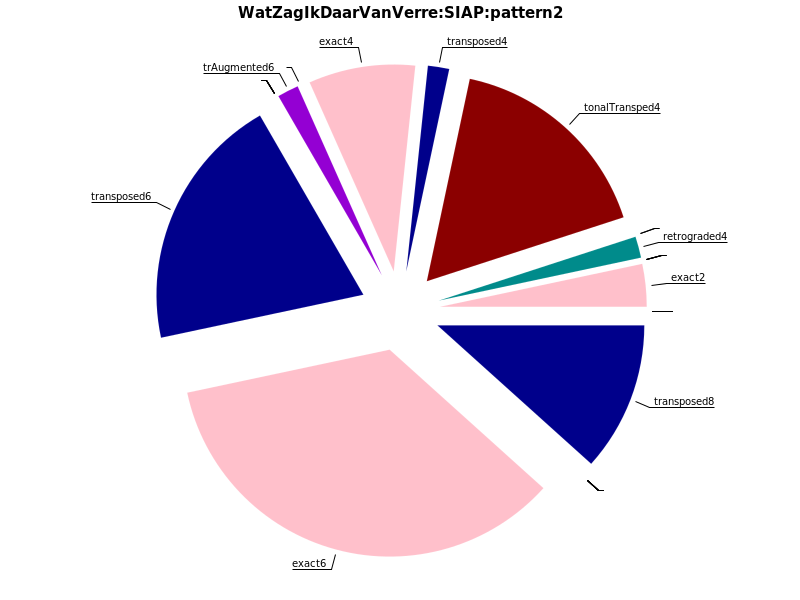 WatZagIkDaarVanVerre:SIAP:pattern2
exact4
transposed4
trAugmented6
tonalTransped4
transposed6
retrograded4
exact2
transposed8
exact6